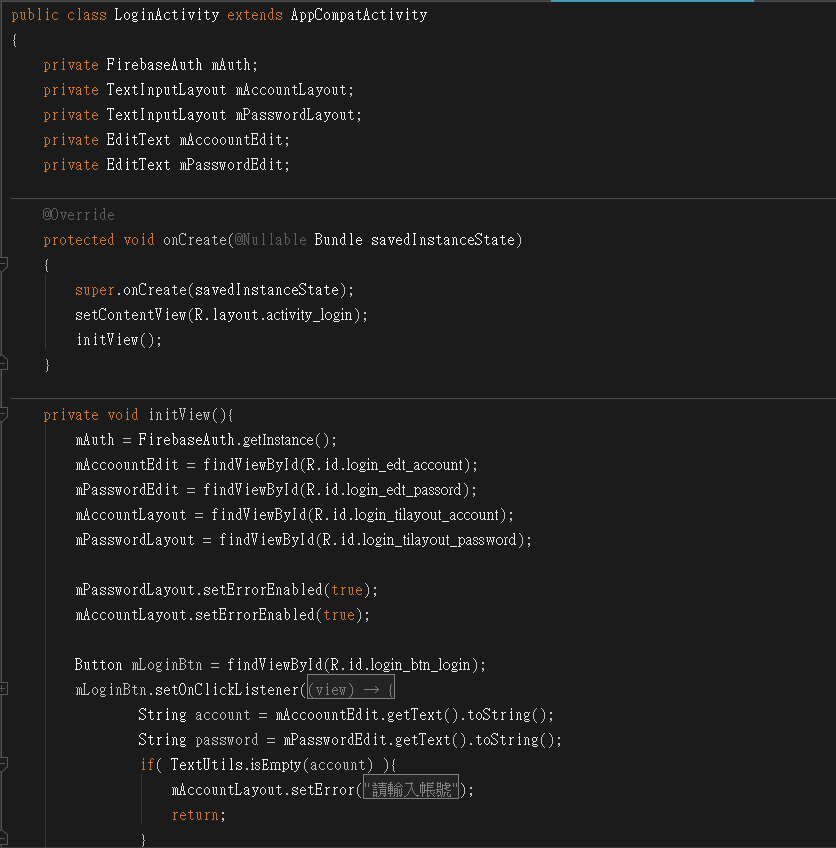 public class LoginActivity extends AppCompatActivity
{
private FirebaseAuth mAuth;
private TextInputLayout mAccountLayout;
private TextInputLayout mPasswordLayout;
private EditText mAccoountEdit;
private EditText mPasswordEdit;
@Override
protected void onCreate(@Nullable Bundle savedInstanceState)
{
super.onCreate(savedInstanceState);
setContentView(R.layout.activity_login);
initView();
}
private void initView(){
mAuth = FirebaseAuth.getInstance();
mAccoountEdit = findViewById(R.id.login_edt_account);
mPasswordEdit = findViewById(R.id.login_edt_passord);
mAccountLayout = findViewById(R.id.login_tilayout_account);
mPasswordLayout = findViewById(R.id.login_tilayout_password);
mPasswordLayout.setErrorEnabled(true);
mAccountLayout.setErrorEnabled(true);
Button mLoginBtn = findViewById(R.id.login_btn_login);
mLoginBtn.setOnClickListener((view) → {
String account = mAccoountEdit.getText().toString();
String password = mPasswordEdit.getText().toString();
if( TextUtils.isEmpty(account) ){
mAccountLayout.setError("請輸入帳號");
return;
}